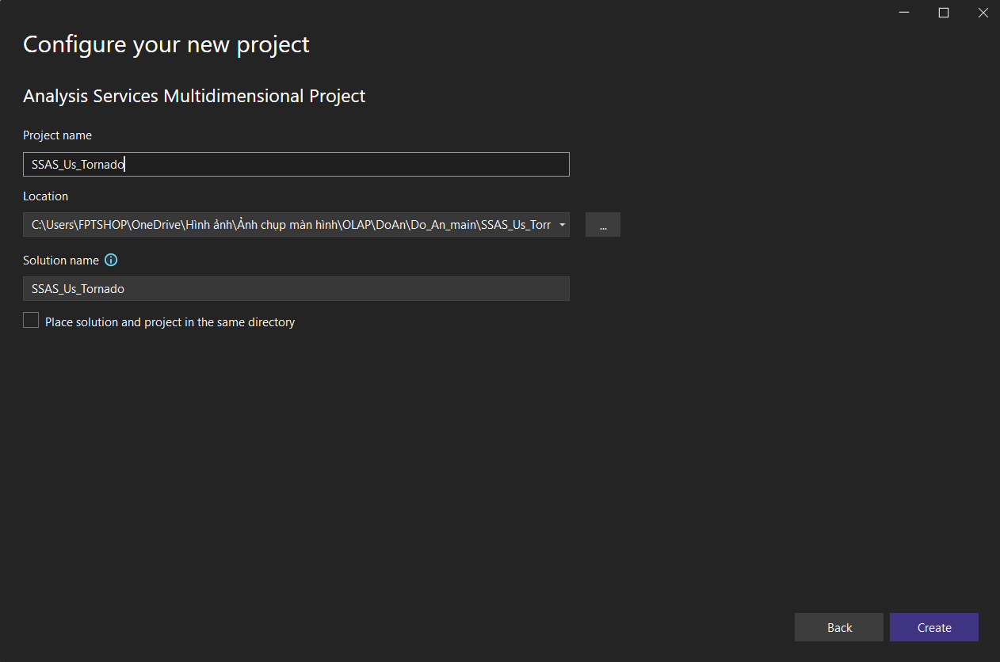 Configure your new project
Analysis Services Multidimensional Project
Project name
SSAS_Us_Tornado
Location
C:\Users\FPTSHOP\OneDrive\Hình ảnh\Ảnh chụp màn hình\OLAP\DoAn\Do_An_main\SSAS_Us_Torr
...
Solution name
SSAS_Us_Tornado
Place solution and project in the same directory
Back
Create